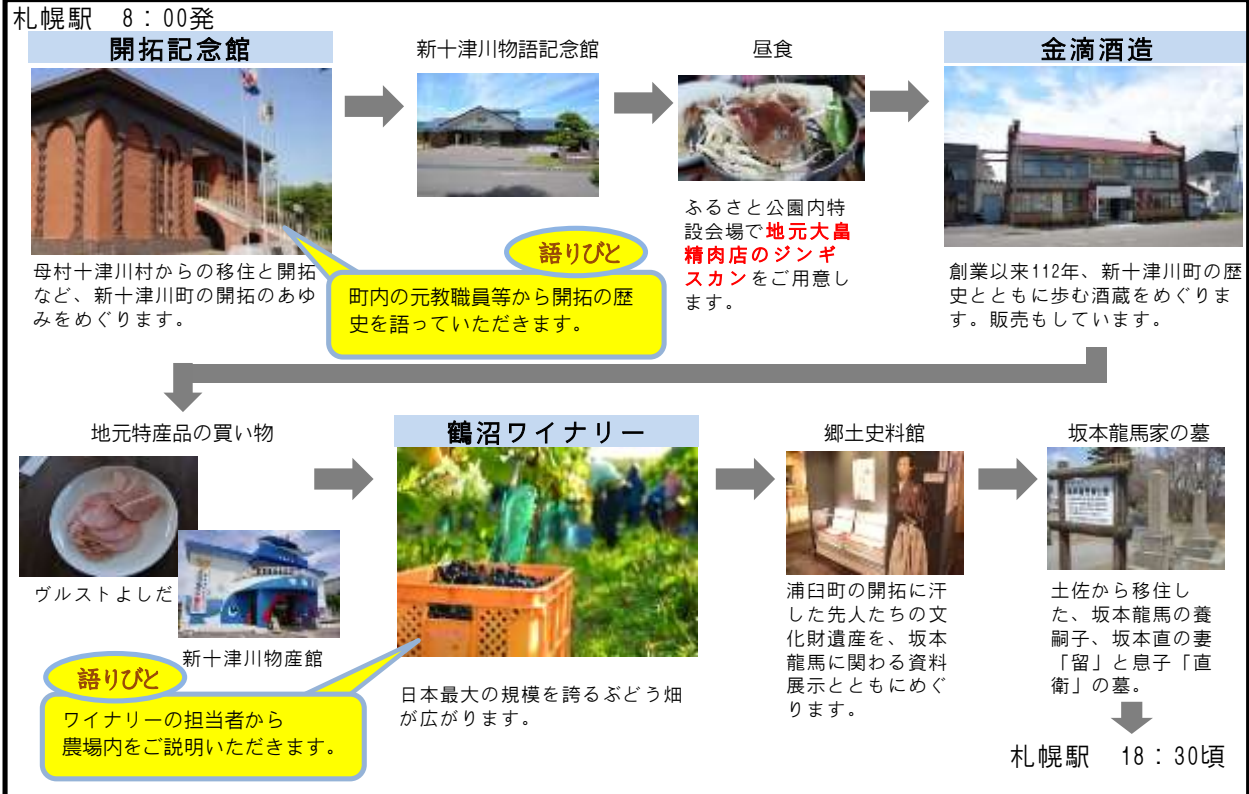 札幌駅　8：00発
開拓記念館
母村十津川村からの移住と開拓
など、新十津川町の開拓のあゆ
みをめぐります。
語りびと
町内の元教職員等から開拓の歴
史を語っていただきます。
新十津川物語記念館
昼食
ふるさと公園内特
設会場で地元大畠
精肉店のジンギ
スカンをご用意し
ます。
金滴酒造
創業以来112年、新十津川町の歴
史とともに歩む酒蔵をめぐりま
す。販売もしています。
地元特産品の買い物
ヴルストよしだ
新十津川物産館
語りびと
ワイナリーの担当者から
農場内をご説明いただきます。
鶴沼ワイナリー
日本最大の規模を誇るぶどう畑
が広がります。
郷土史料館
浦臼町の開拓に汗
した先人たちの文
化財遺産を、坂本
龍馬に関わる資料
展示とともにめぐ
ります。
坂本龍馬家の墓
土佐から移住し
た、坂本龍馬の養
嗣子、坂本直の妻
「留」と息子「直
衛」の墓。
札幌駅　18：30頃